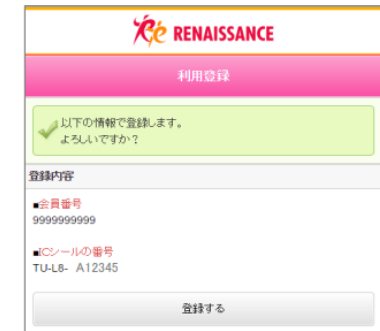 RENAISSANCE
利用登録
以下の情報で登録します。
よろしいですか？
登録内容
■会員番号
9999999999
■ICシールの番号
TU-L8- A12345
登録する